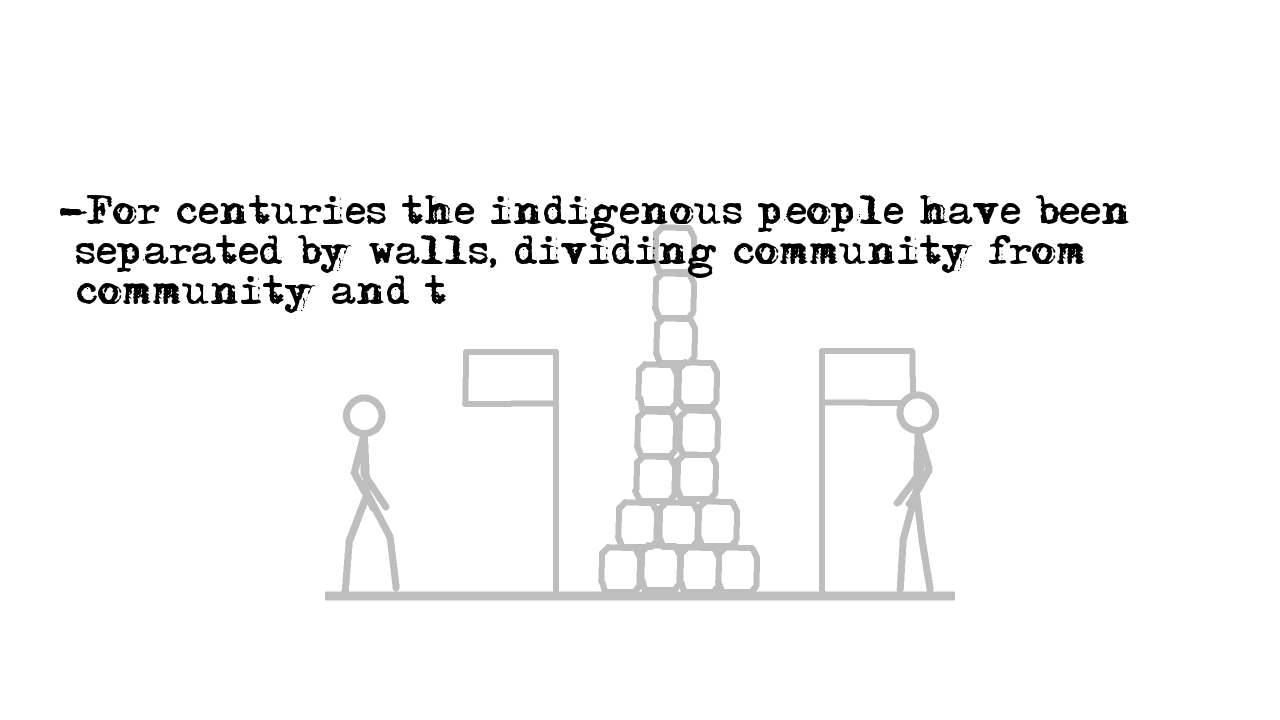 -For centuries the indigenous people have been
separated by walls, dividing community from
community and t